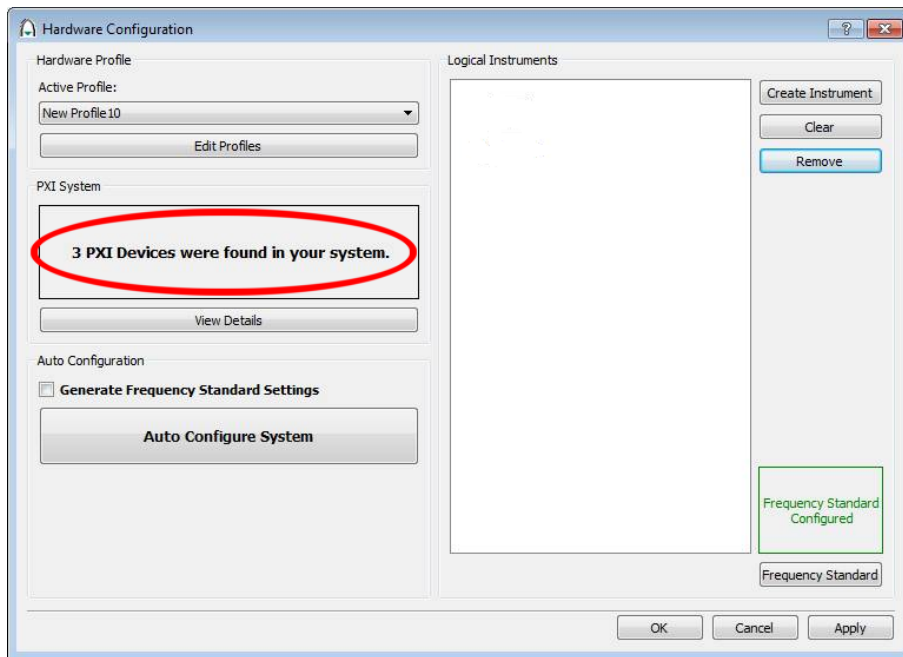 Hardware Configuration
Hardware Profile
Active Profile:
New Profile10
Edit Profiles
PXI System
3 PXI Devices were found in your system.
View Details
Auto Configuration
Generate Frequency Standard Settings
Auto Configure System
Logical Instruments
Create Instrument
Clear
Remove
Frequency Standard
Configured
Frequency Standard
OK
Cancel
Apply